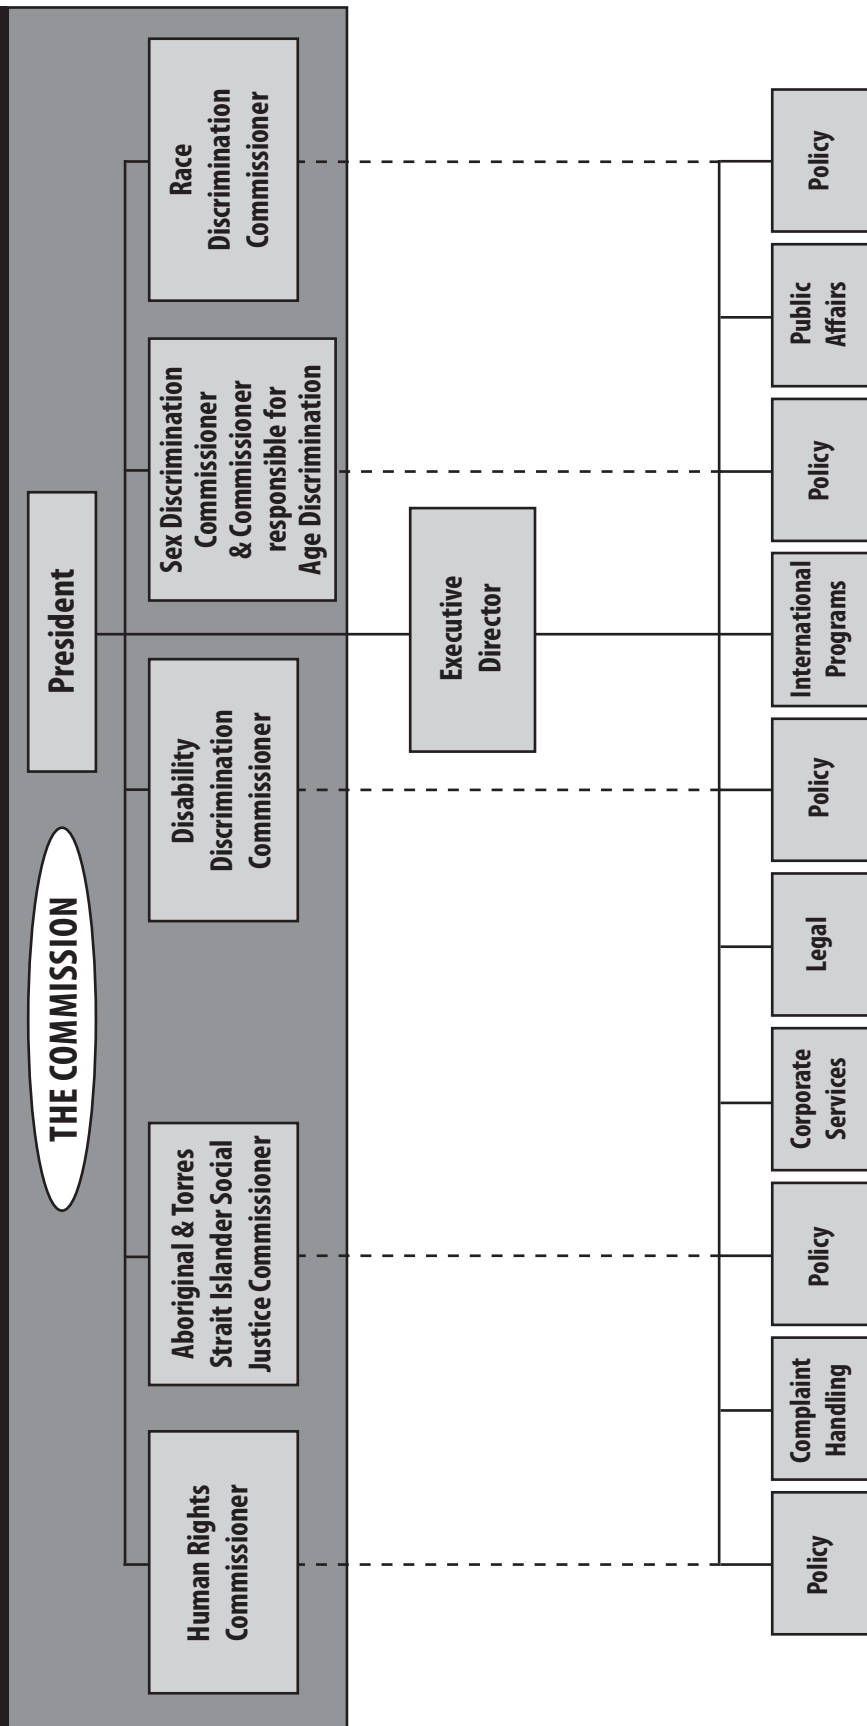 THE COMMISSION
President
Human Rights
Commissioner
Aboriginal & Torres
Strait Islander Social
Justice Commissioner
Disability
Discrimination
Commissioner
Sex Discrimination
Commissioner
& Commissioner
responsible for
Age Discrimination
Race
Discrimination
Commissioner
Executive
Director
Policy
Complaint
Handling
Policy
Corporate
Services
Legal
Policy
International
Programs
Policy
Public
Affairs
Policy